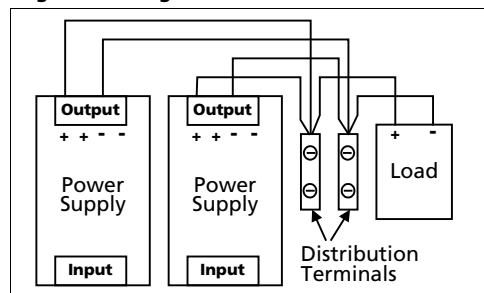 Output
+ + - -
Power
Supply
Input
Output
+ + - -
Power
Supply
Input
+ -
Load
Distribution
Terminals